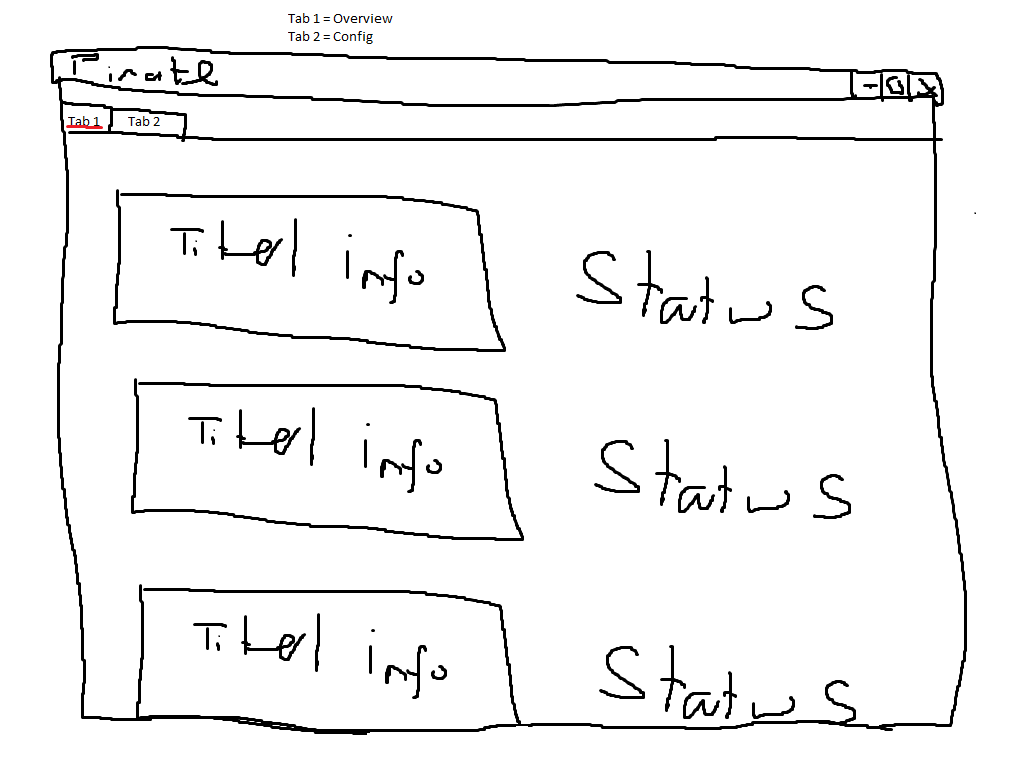 Tab 1 = Overview
Tab 2 = Config
Tab 1 Tab 2
Titel info Status
Titel info Status
Titel info Status